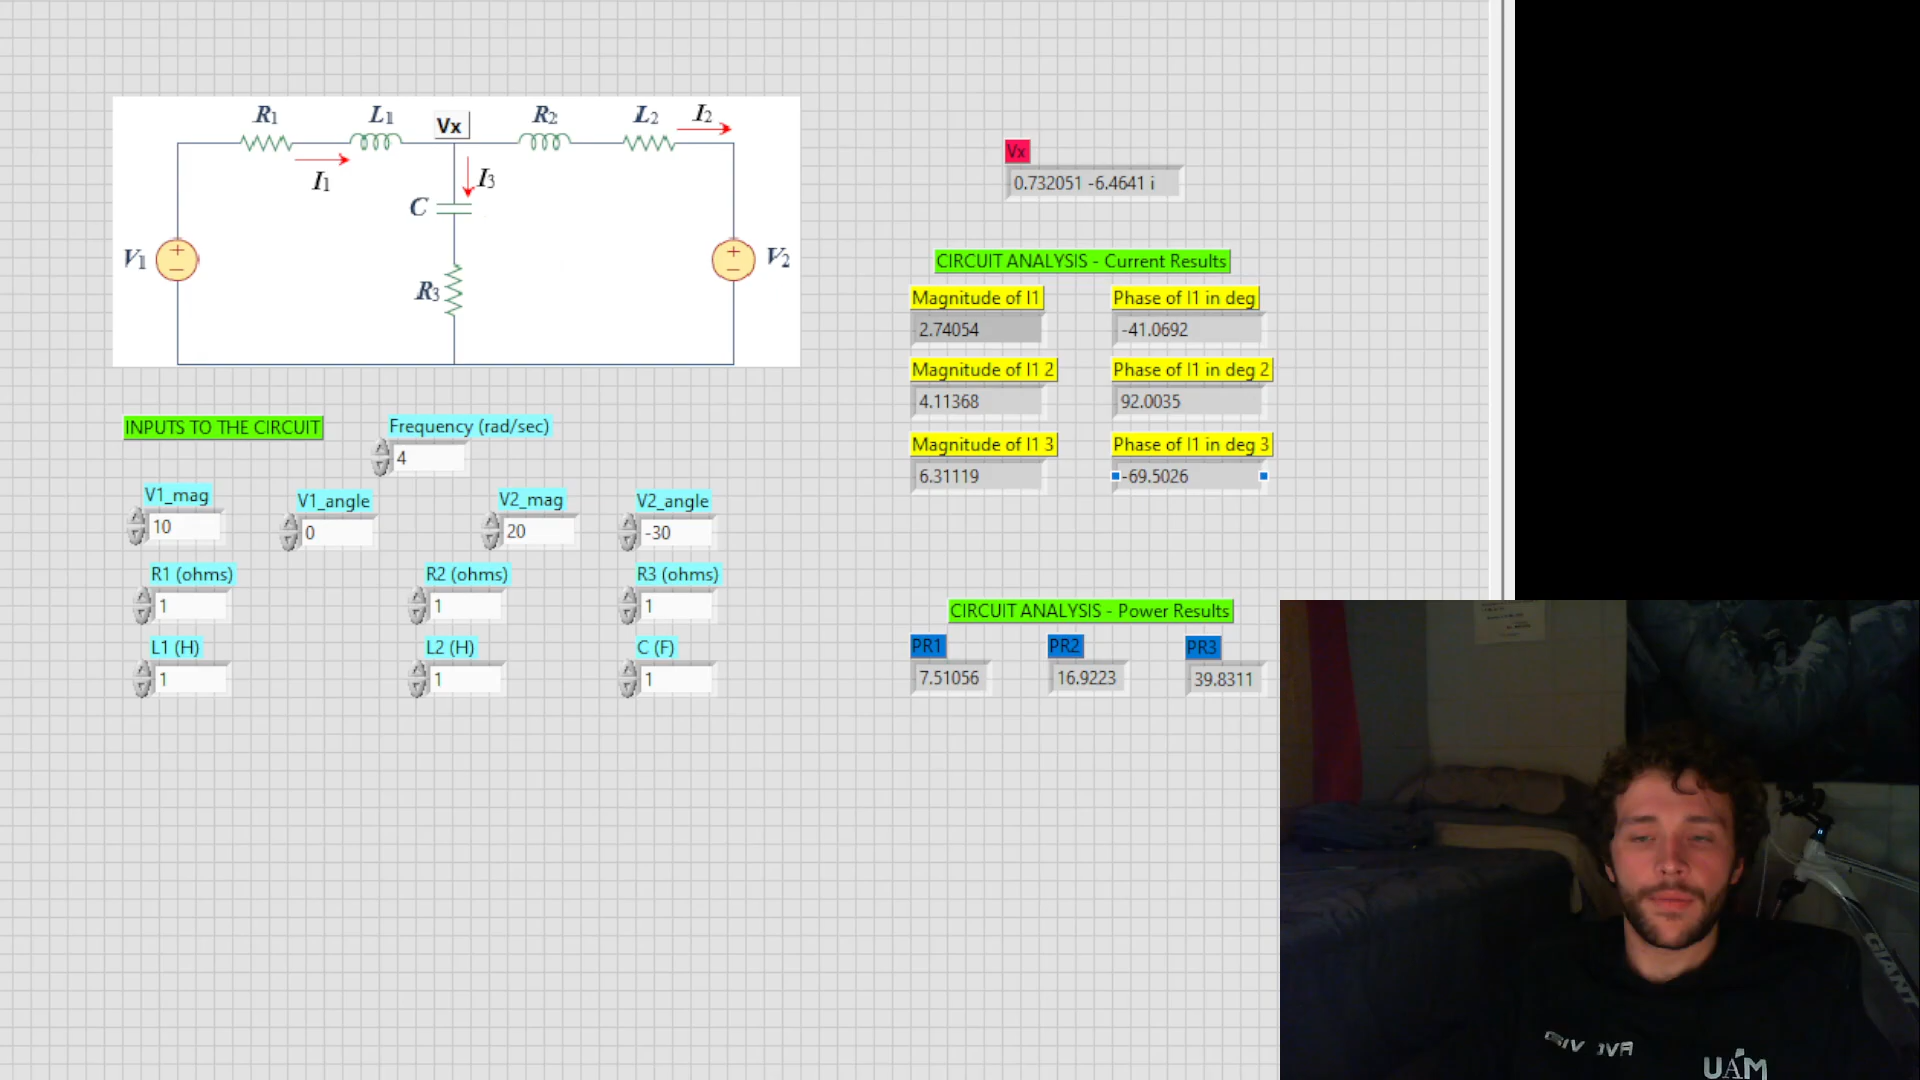 R1 L1 Vx R2 L2 I2
I1 I3
C
V1 V2
R3
INPUTS TO THE CIRCUIT
Frequency (rad/sec)
4
V1_mag V1_angle V2_mag V2_angle
10 0 20 -30
R1 (ohms) R2 (ohms) R3 (ohms)
1 1 1
L1 (H) L2 (H) C (F)
1 1 1
Vx
0.732051 -6.4641 i
CIRCUIT ANALYSIS - Current Results
Magnitude of I1 Phase of I1 in deg
2.74054 -41.0692
Magnitude of I1 2 Phase of I1 in deg 2
4.11368 92.0035
Magnitude of I1 3 Phase of I1 in deg 3
6.31119 -69.5026
CIRCUIT ANALYSIS - Power Results
PR1 PR2 PR3
7.51056 16.9223 39.8311
GIANT
UAM